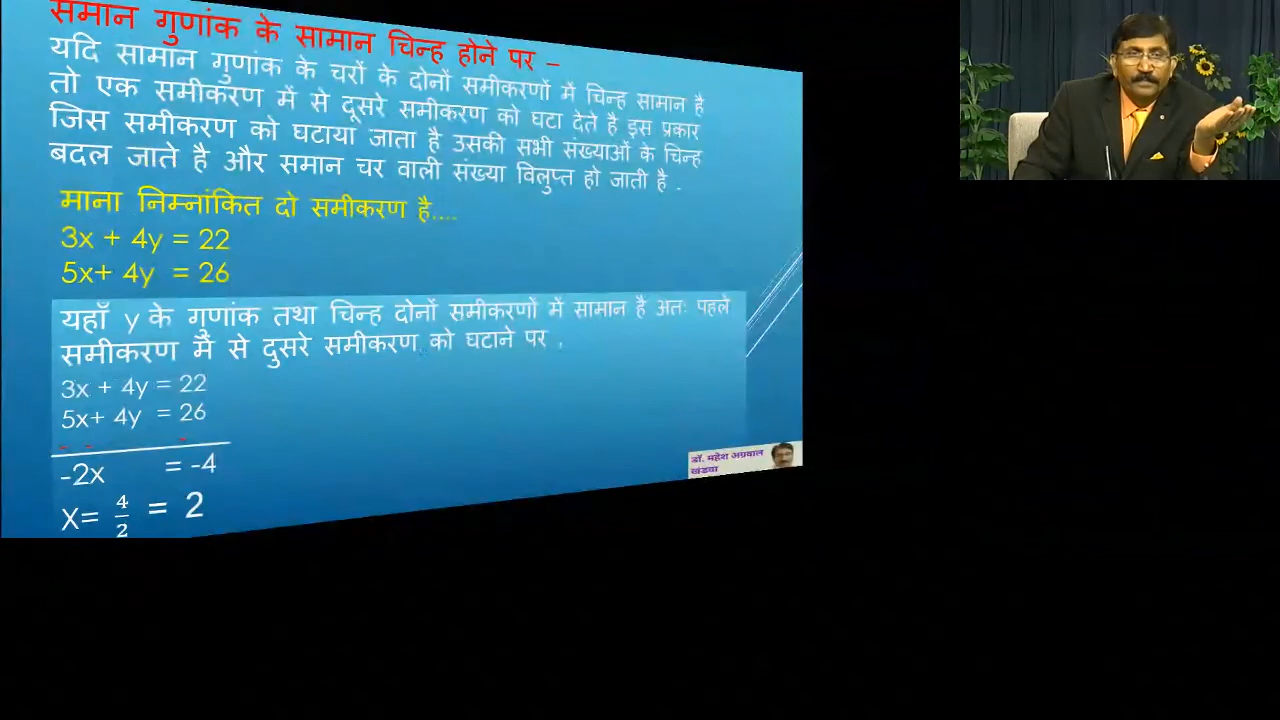 समान गुणांक के सामान चिन्ह होने पर –
यदि सामान गुणांक के चरों के दोनों समीकरणों में चिन्ह सामान है
तो एक समीकरण में से दूसरे समीकरण को घटा देते है इस प्रकार
जिस समीकरण को घटाया जाता है उसकी सभी संख्याओं के चिन्ह
बदल जाते है और समान चर वाली संख्या विलुप्त हो जाती है .
माना निम्नांकित दो समीकरण है....
3x + 4y = 22
5x+ 4y = 26
यहाँ y के गुणांक तथा चिन्ह दोनों समीकरणों में सामान है अतः पहले
समीकरण में से दुसरे समीकरण को घटाने पर ,
3x + 4y = 22
5x+ 4y = 26
- - -
-2x = -4
X= 4/2 = 2
डॉ. महेश अग्रवाल
खंडवा